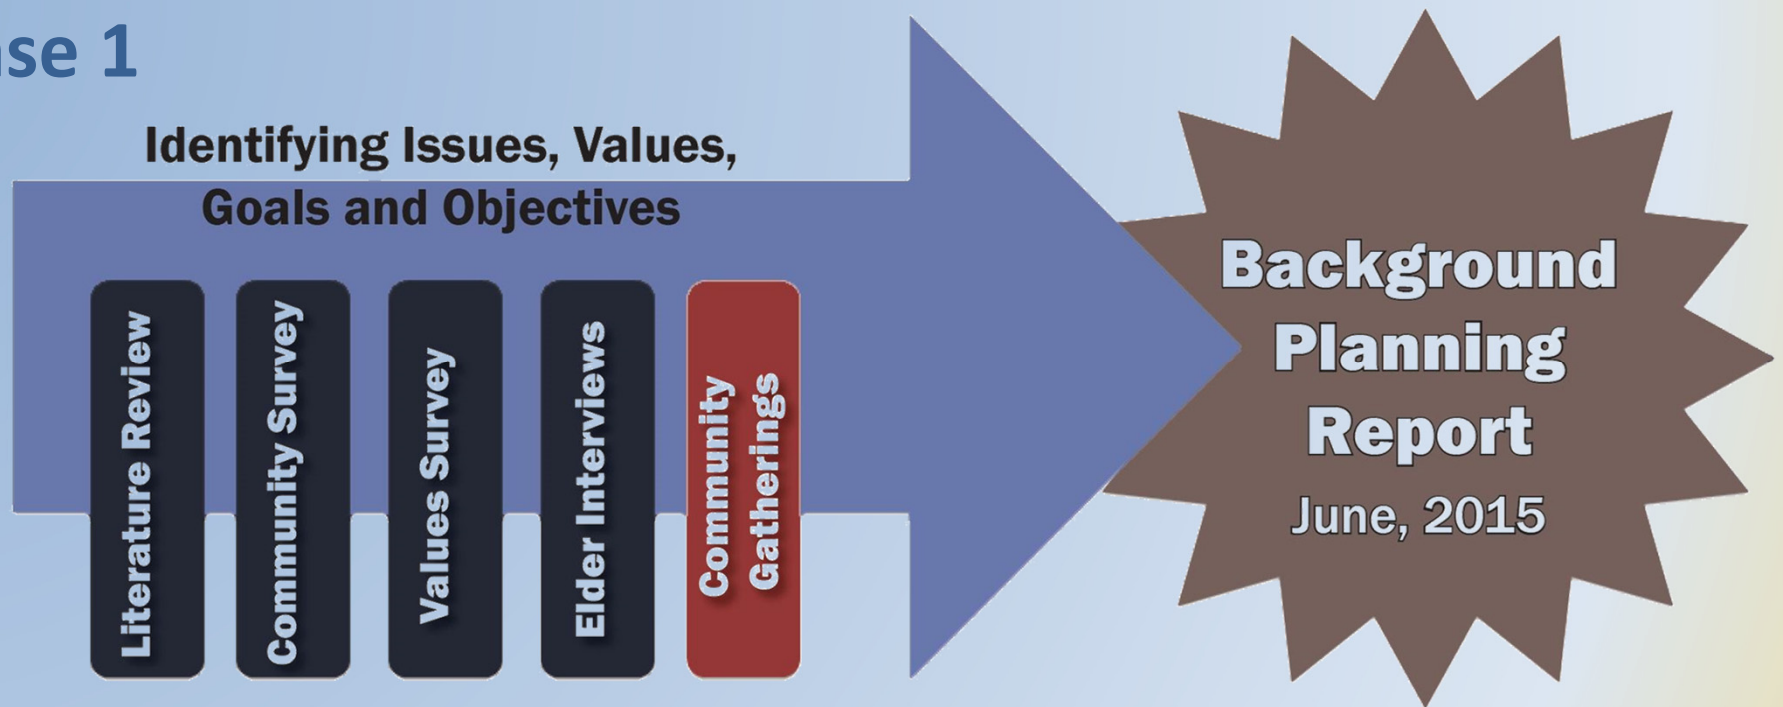 ase 1
Identifying Issues, Values,
Goals and Objectives
Literature Review
Community Survey
Values Survey
Elder Interviews
Community
Gatherings
Background
Planning
Report
June, 2015